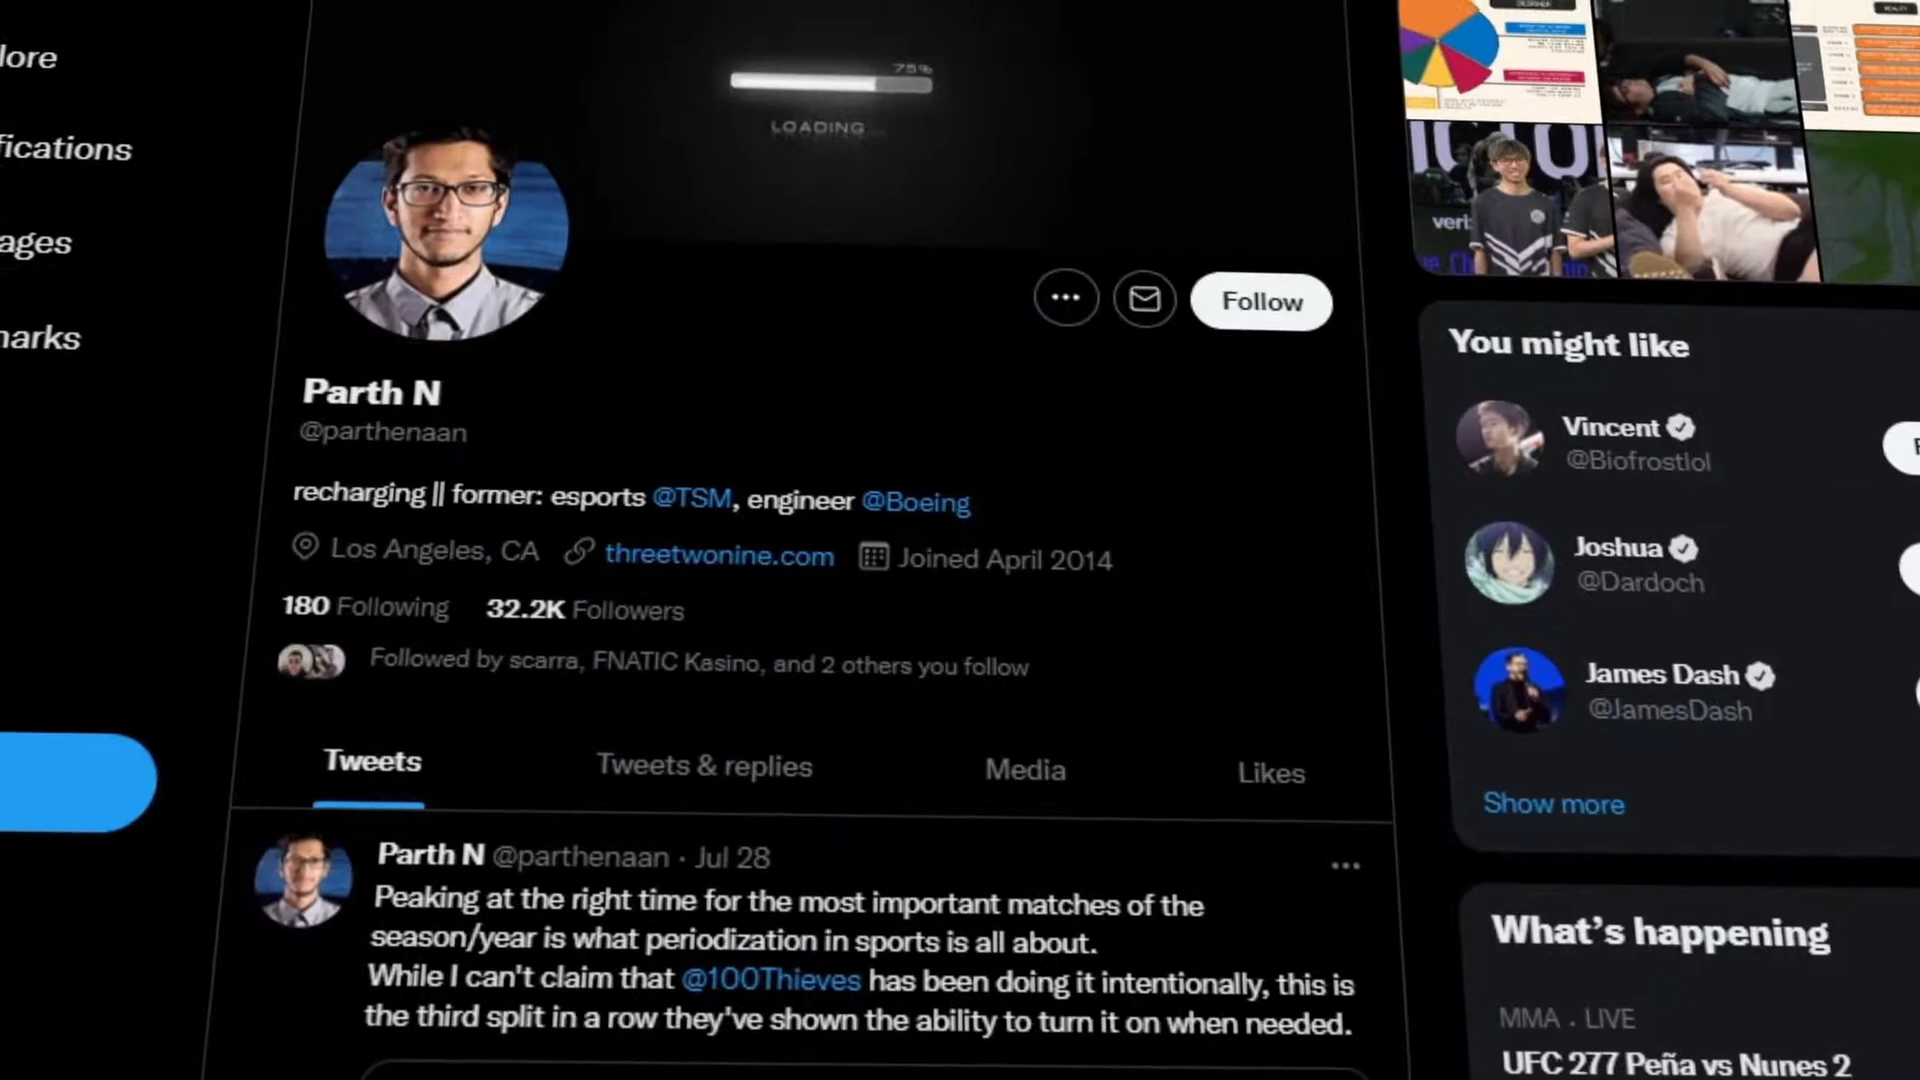 lore
fications
ages
narks
75%
LOADING
Follow
Parth N
@parthenaan
recharging || former: esports @TSM, engineer @Boeing
Los Angeles, CA threetwonine.com Joined April 2014
180 Following 32.2K Followers
Followed by scarra, FNATIC Kasino, and 2 others you follow
Tweets Tweets & replies Media Likes
Parth N @parthenaan · Jul 28
Peaking at the right time for the most important matches of the
season/year is what periodization in sports is all about.
While I can't claim that @100Thieves has been doing it intentionally, this is
the third split in a row they've shown the ability to turn it on when needed.
You might like
Vincent
@Biofrostlol
Joshua
@Dardoch
James Dash
@JamesDash
Show more
What's happening
MMA · LIVE
UFC 277 Peña vs Nunes 2